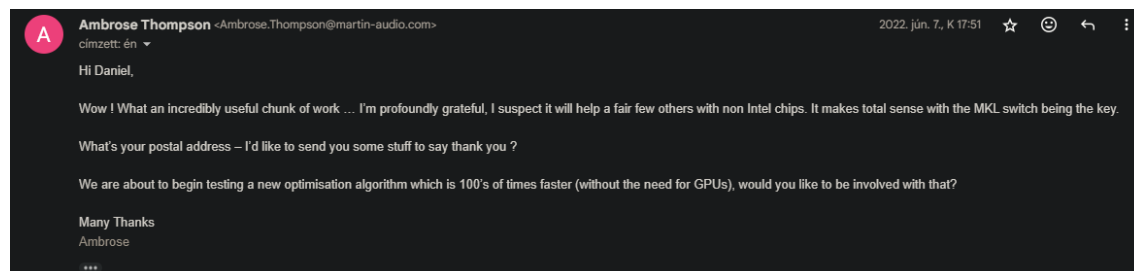 A
Ambrose Thompson <Ambrose.Thompson@martin-audio.com>
2022. jún. 7., K 17:51
címzett: én
Hi Daniel,
Wow ! What an incredibly useful chunk of work … I'm profoundly grateful, I suspect it will help a fair few others with non Intel chips. It makes total sense with the MKL switch being the key.
What's your postal address – I'd like to send you some stuff to say thank you ?
We are about to begin testing a new optimisation algorithm which is 100's of times faster (without the need for GPUs), would you like to be involved with that?
Many Thanks
Ambrose